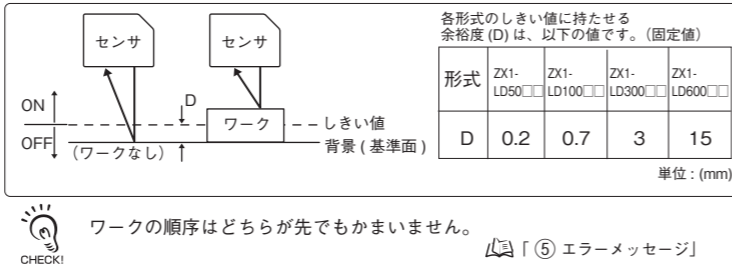 各形式のしきい値に持たせる
余裕度 (D) は、以下の値です。（固定値）
センサ センサ
形式 ZX1-LD50□□ ZX1-LD100□□ ZX1-LD300□□ ZX1-LD600□□
D 0.2 0.7 3 15
単位 : (mm)
ON D ワーク しきい値
OFF （ワークなし） 背景 ( 基準面 )
ワークの順序はどちらが先でもかまいません。
CHECK!
「 ⑤ エラーメッセージ」